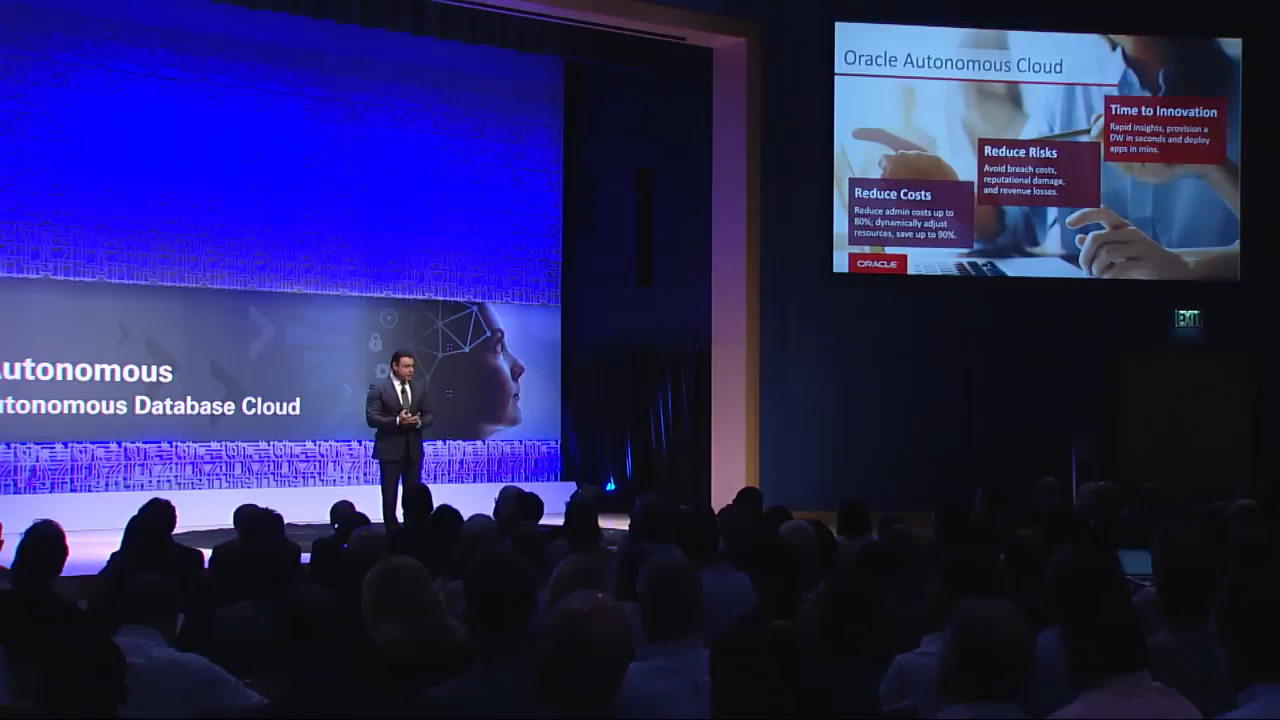 Oracle Autonomous Cloud
Time to Innovation
Rapid insights, provision a
DW in seconds and deploy
apps in mins.
Reduce Risks
Avoid breach costs,
reputational damage,
and revenue losses.
Reduce Costs
Reduce admin costs up to
80%; dynamically adjust
resources, save up to 90%.
ORACLE
EXIT
utonomous
utonomous Database Cloud